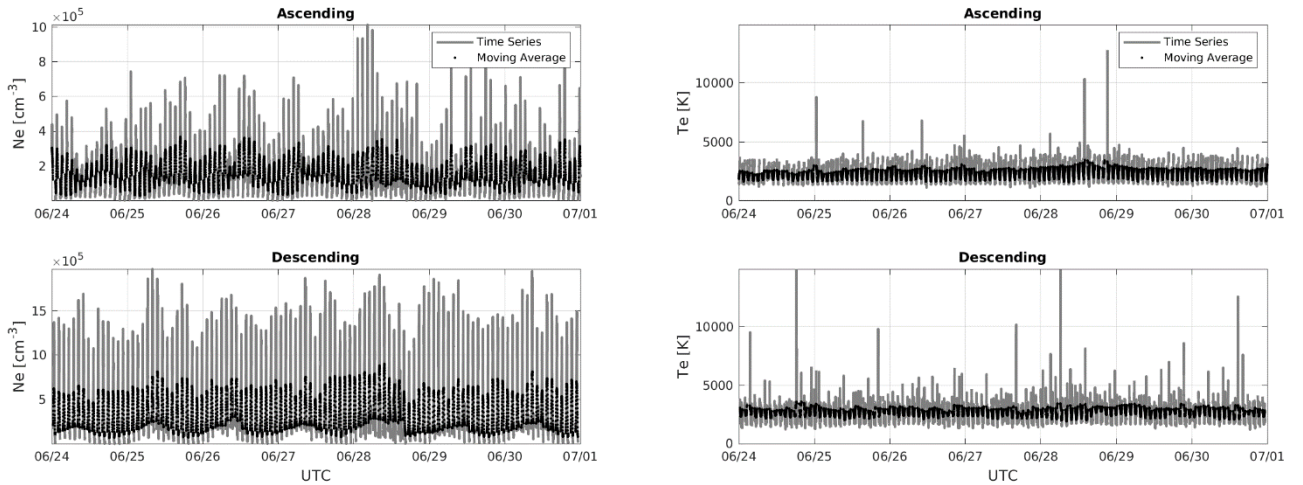 Ascending
×10⁵
Ne [cm⁻³]
10
8
6
4
2
Time Series
Moving Average
06/24 06/25 06/26 06/27 06/28 06/29 06/30 07/01
Ascending
Te [K]
10000
5000
0
Time Series
Moving Average
06/24 06/25 06/26 06/27 06/28 06/29 06/30 07/01
Descending
×10⁵
Ne [cm⁻³]
15
10
5
06/24 06/25 06/26 06/27 06/28 06/29 06/30 07/01
UTC
Descending
Te [K]
10000
5000
0
06/24 06/25 06/26 06/27 06/28 06/29 06/30 07/01
UTC